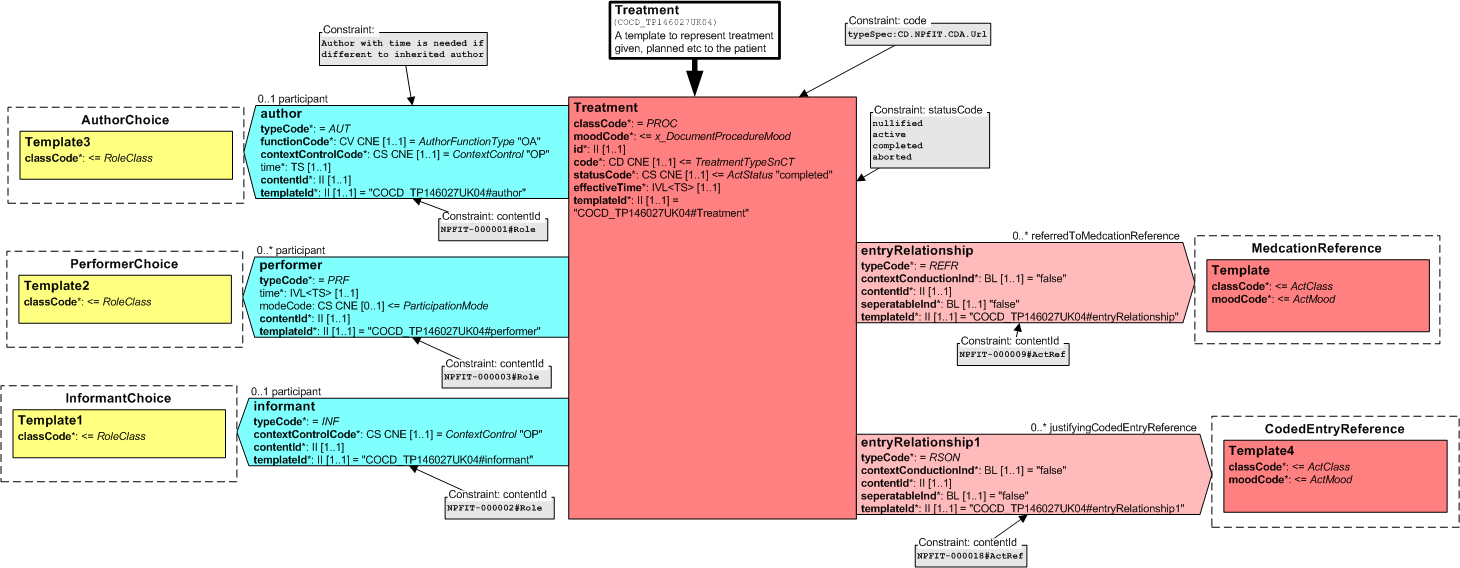 Treatment
(COCD_TP146027UK04)
A template to represent treatment
given, planned etc to the patient
Constraint: code
typeSpec:CD.NPfIT.CDA.Url
Constraint:
Author with time is needed if
different to inherited author
Constraint: statusCode
nullified
active
completed
aborted
Treatment
classCode*: = PROC
moodCode*: <= x_DocumentProcedureMood
id*: II [1..1]
code*: CD CNE [1..1] <= TreatmentTypeSnCT
statusCode*: CS CNE [1..1] <= ActStatus "completed"
effectiveTime*: IVL<TS> [1..1]
templateId*: II [1..1] =
"COCD_TP146027UK04#Treatment"
0..1 participant
author
typeCode*: = AUT
functionCode*: CV CNE [1..1] = AuthorFunctionType "OA"
contextControlCode*: CS CNE [1..1] = ContextControl "OP"
time*: TS [1..1]
contentId*: II [1..1]
templateId*: II [1..1] = "COCD_TP146027UK04#author"
Constraint: contentId
NPFIT-000001#Role
AuthorChoice
Template3
classCode*: <= RoleClass
0..* participant
performer
typeCode*: = PRF
time*: IVL<TS> [1..1]
modeCode: CS CNE [0..1] <= ParticipationMode
contentId*: II [1..1]
templateId*: II [1..1] = "COCD_TP146027UK04#performer"
Constraint: contentId
NPFIT-000003#Role
PerformerChoice
Template2
classCode*: <= RoleClass
0..1 participant
informant
typeCode*: = INF
contextControlCode*: CS CNE [1..1] = ContextControl "OP"
contentId*: II [1..1]
templateId*: II [1..1] = "COCD_TP146027UK04#informant"
Constraint: contentId
NPFIT-000002#Role
InformantChoice
Template1
classCode*: <= RoleClass
0..* referredToMedcationReference
entryRelationship
typeCode*: = REFR
contextConductionInd*: BL [1..1] = "false"
contentId*: II [1..1]
seperatableInd*: BL [1..1] "false"
templateId*: II [1..1] = "COCD_TP146027UK04#entryRelationship"
Constraint: contentId
NPFIT-000009#ActRef
MedcationReference
Template
classCode*: <= ActClass
moodCode*: <= ActMood
0..* justifyingCodedEntryReference
entryRelationship1
typeCode*: = RSON
contextConductionInd*: BL [1..1] = "false"
contentId*: II [1..1]
seperatableInd*: BL [1..1] = "false"
templateId*: II [1..1] = "COCD_TP146027UK04#entryRelationship1"
Constraint: contentId
NPFIT-000018#ActRef
CodedEntryReference
Template4
classCode*: <= ActClass
moodCode*: <= ActMood